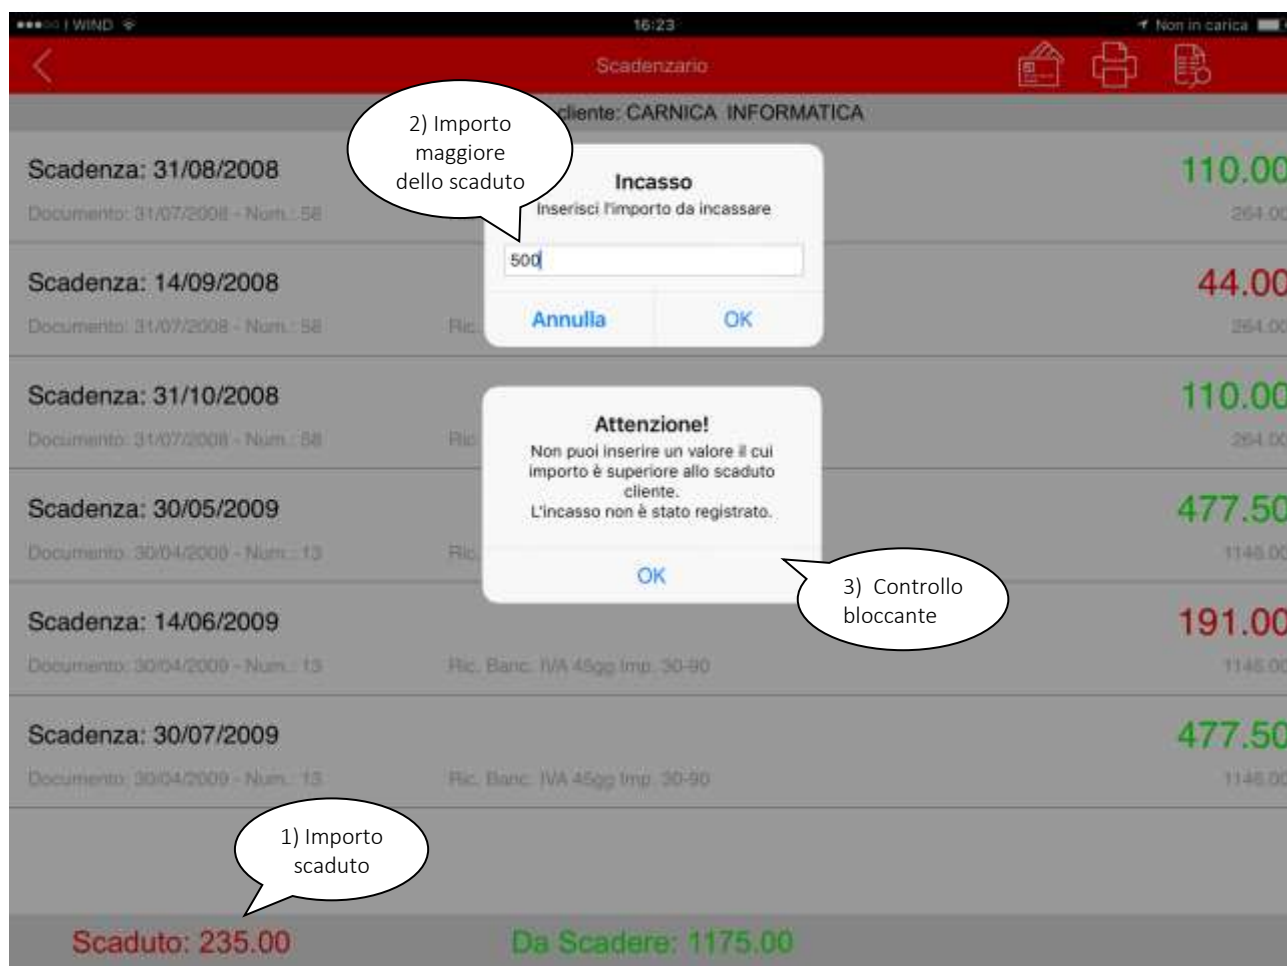 WIND
16:23
Non in carica
Scadenzario
cliente: CARNICA INFORMATICA
2) Importo
maggiore
dello scaduto
Scadenza: 31/08/2008
110.00
Documento: 31/07/2008 - Num.: 58
264.00
Incasso
Inserisci l'importo da incassare
500
Annulla
OK
Scadenza: 14/09/2008
44.00
Documento: 31/07/2008 - Num.: 58
Ric.
264.00
Scadenza: 31/10/2008
110.00
Documento: 31/07/2008 - Num.: 58
Ric.
264.00
Attenzione!
Non puoi inserire un valore il cui
importo è superiore allo scaduto
cliente.
L'incasso non è stato registrato.
OK
Scadenza: 30/05/2009
477.50
Documento: 30/04/2009 - Num.: 13
Ric.
1146.00
3) Controllo
bloccante
Scadenza: 14/06/2009
191.00
Documento: 30/04/2009 - Num.: 13
Ric. Banc. IVA 45gg Imp. 30-90
1146.00
Scadenza: 30/07/2009
477.50
Documento: 30/04/2009 - Num.: 13
Ric. Banc. IVA 45gg Imp. 30-90
1146.00
1) Importo
scaduto
Scaduto: 235.00
Da Scadere: 1175.00